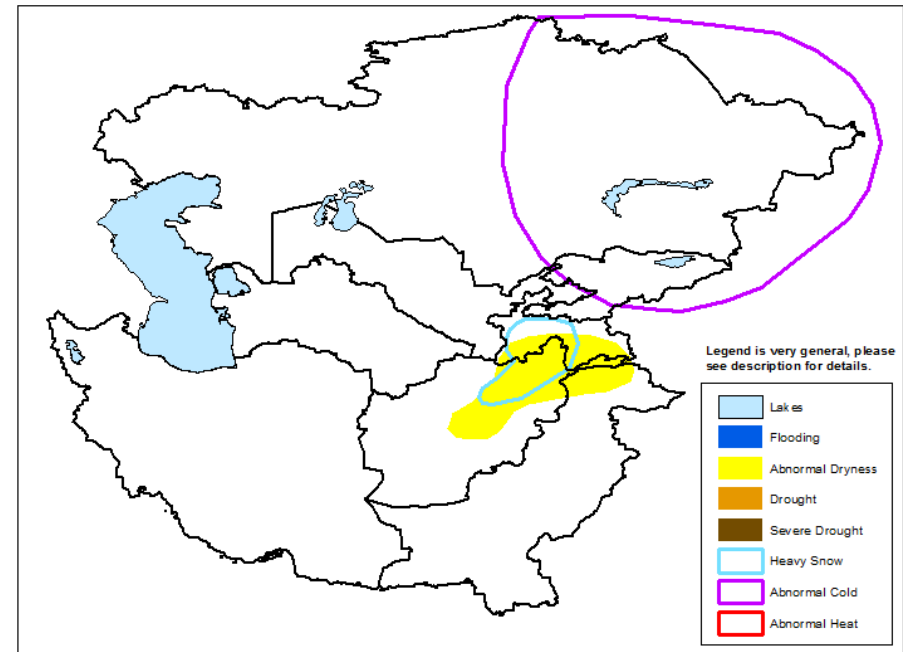 Legend is very general, please
see description for details.
Lakes
Flooding
Abnormal Dryness
Drought
Severe Drought
Heavy Snow
Abnormal Cold
Abnormal Heat